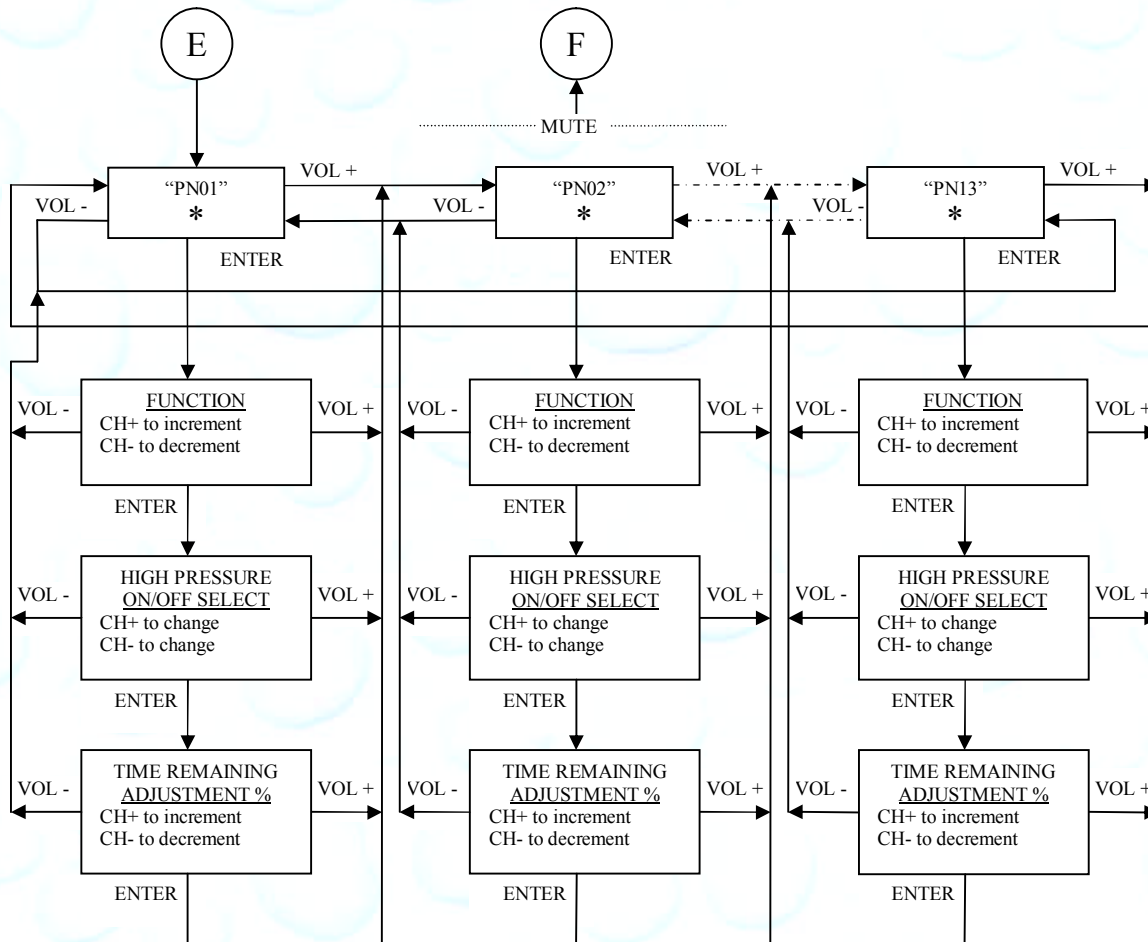 E
F
MUTE
"PN01"
*
VOL +
VOL -
"PN02"
*
VOL +
VOL -
"PN13"
*
VOL +
VOL -
ENTER
ENTER
ENTER
VOL -
FUNCTION
CH+ to increment
CH- to decrement
VOL +
VOL -
FUNCTION
CH+ to increment
CH- to decrement
VOL +
VOL -
FUNCTION
CH+ to increment
CH- to decrement
VOL +
ENTER
ENTER
ENTER
VOL -
HIGH PRESSURE
ON/OFF SELECT
CH+ to change
CH- to change
VOL +
VOL -
HIGH PRESSURE
ON/OFF SELECT
CH+ to change
CH- to change
VOL +
VOL -
HIGH PRESSURE
ON/OFF SELECT
CH+ to change
CH- to change
VOL +
ENTER
ENTER
ENTER
VOL -
TIME REMAINING
ADJUSTMENT %
CH+ to increment
CH- to decrement
VOL +
VOL -
TIME REMAINING
ADJUSTMENT %
CH+ to increment
CH- to decrement
VOL +
VOL -
TIME REMAINING
ADJUSTMENT %
CH+ to increment
CH- to decrement
VOL +
ENTER
ENTER
ENTER